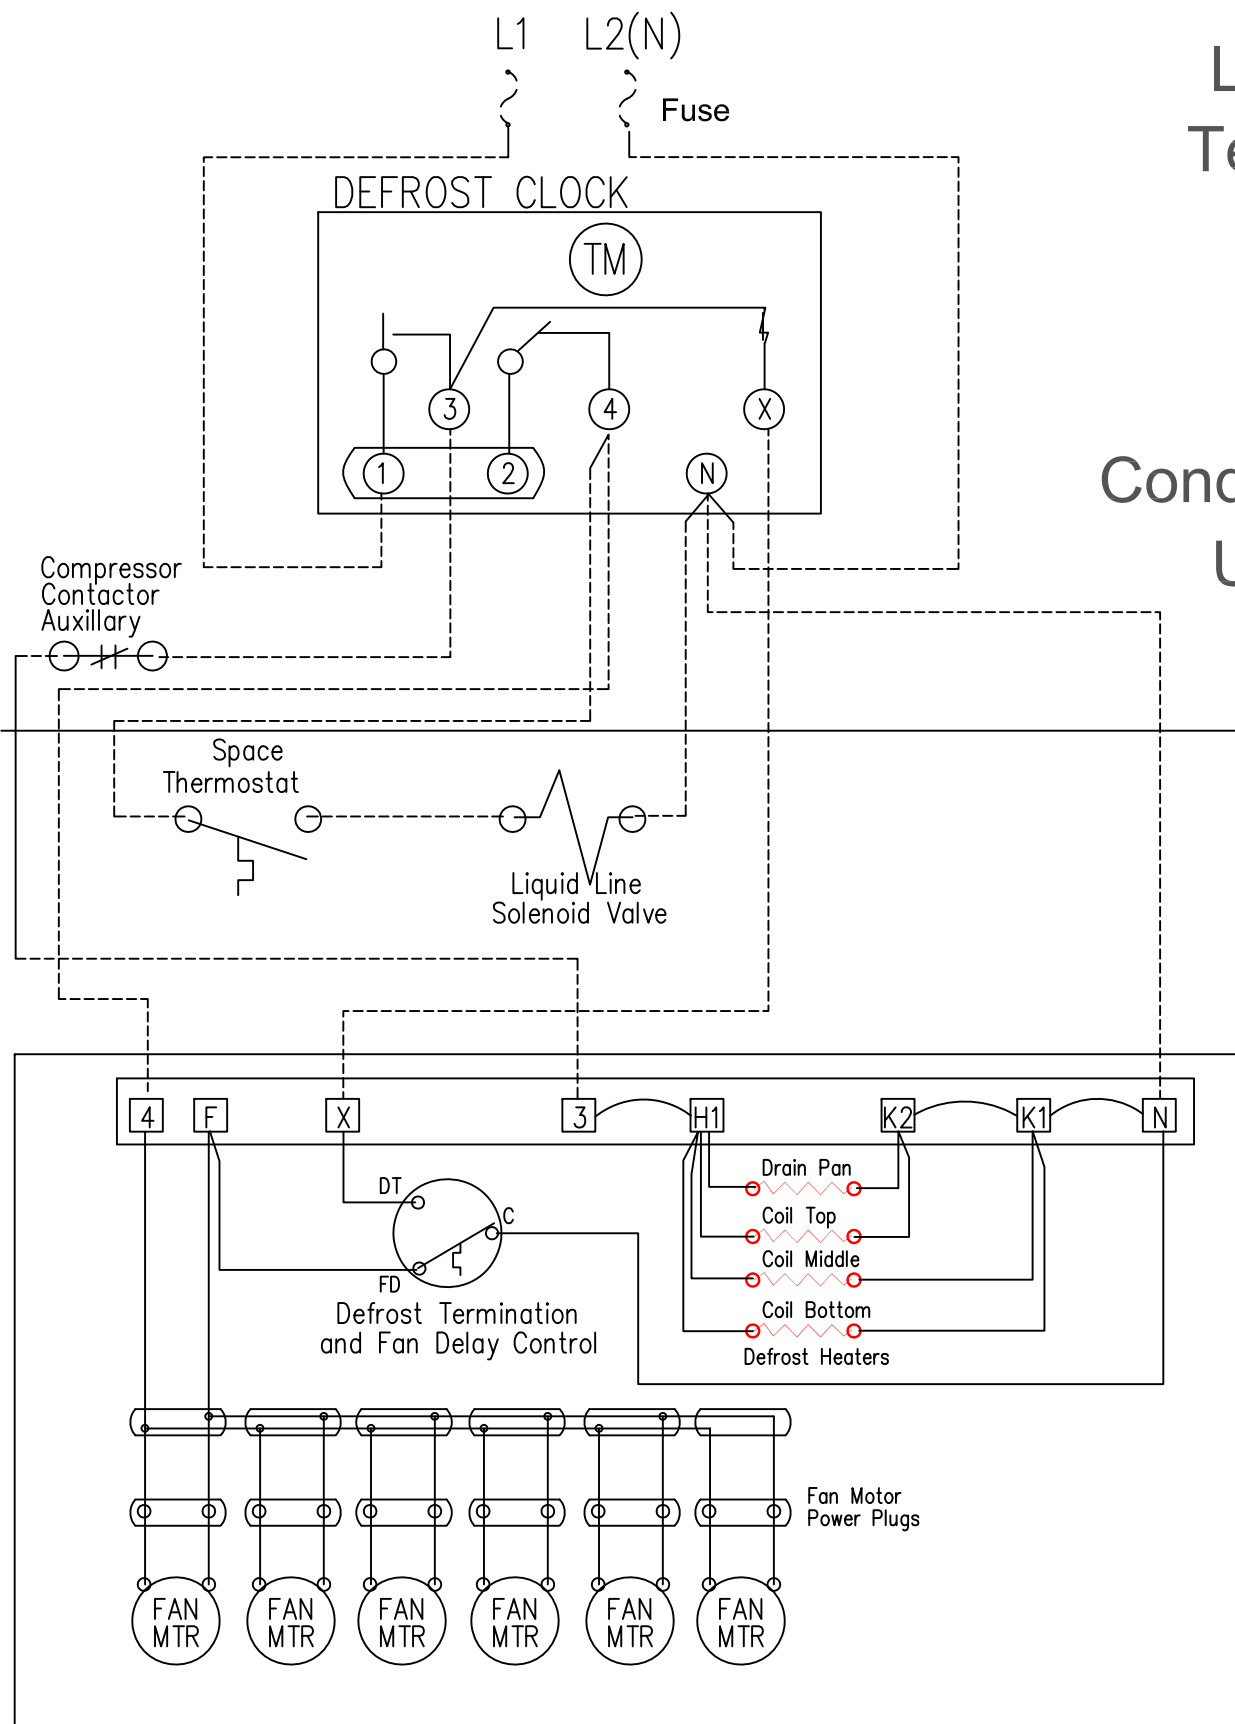 L1
L2(N)
Fuse
DEFROST CLOCK
TM
3
4
X
1
2
N
Compressor
Contactor
Auxillary
Space
Thermostat
Liquid Line
Solenoid Valve
4
F
X
3
H1
K2
K1
N
DT
C
FD
Defrost Termination
and Fan Delay Control
Drain Pan
Coil Top
Coil Middle
Coil Bottom
Defrost Heaters
Fan Motor
Power Plugs
FAN
MTR
FAN
MTR
FAN
MTR
FAN
MTR
FAN
MTR
FAN
MTR